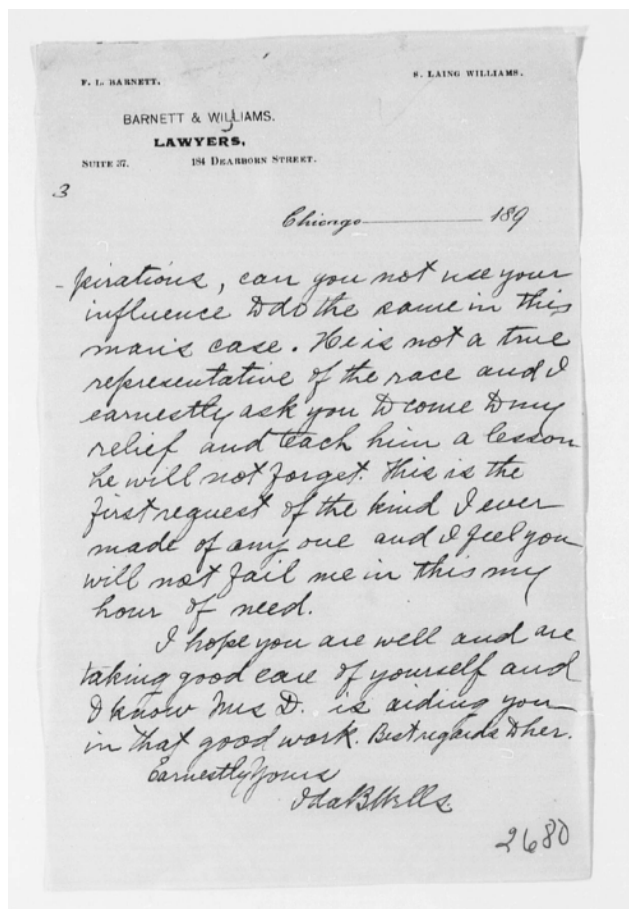 F. L. BARNETT. S. LAING WILLIAMS.
BARNETT & WILLIAMS.
LAWYERS,
SUITE 37. 184 DEARBORN STREET.
3
Chicago 189
-pirations, can you not use your
influence to do the same in this
man's case. He is not a true
representative of the race and I
earnestly ask you to come to my
relief and teach him a lesson
he will not forget. This is the
first request of the kind I ever
made of any one and I feel you
will not fail me in this my
hour of need.
I hope you are well and are
taking good care of yourself and
I know Mrs D. is aiding you
in that good work. Best regards to her.
Earnestly Yours
Ida B Wells.
2680